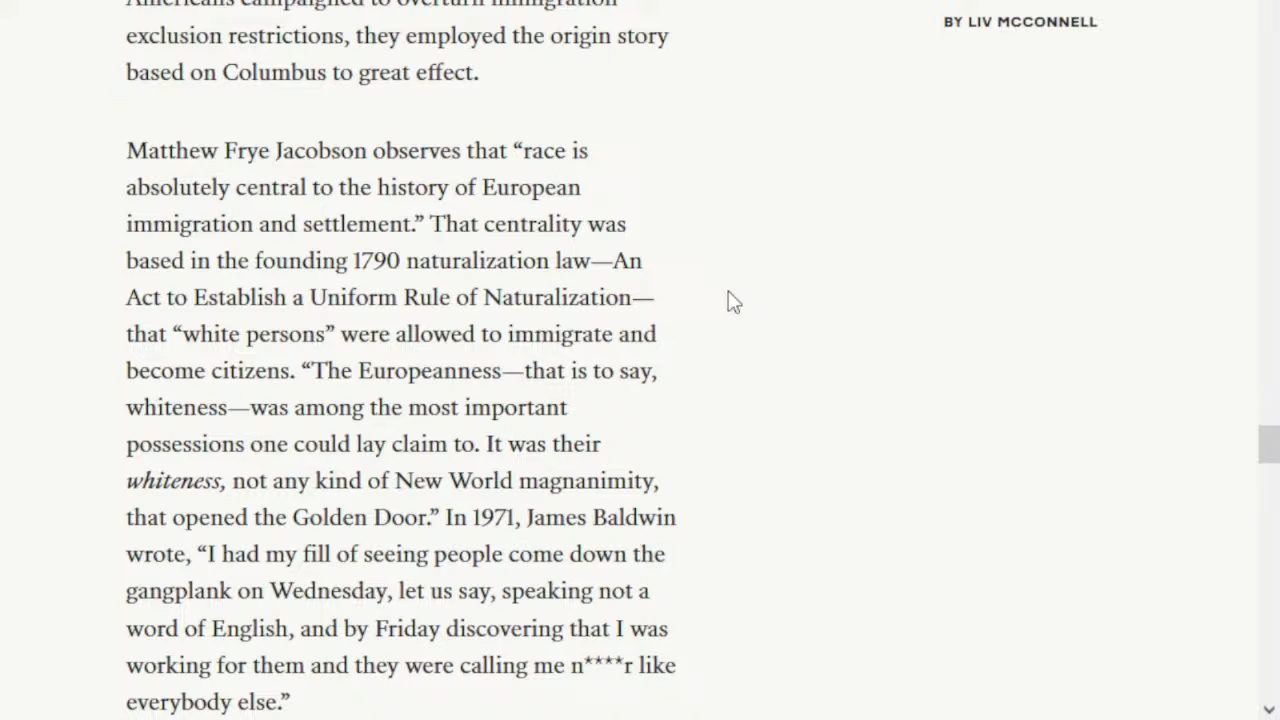 Americans campaigned to overturn immigration
exclusion restrictions, they employed the origin story
based on Columbus to great effect.
Matthew Frye Jacobson observes that “race is
absolutely central to the history of European
immigration and settlement.” That centrality was
based in the founding 1790 naturalization law—An
Act to Establish a Uniform Rule of Naturalization—
that “white persons” were allowed to immigrate and
become citizens. “The Europeanness—that is to say,
whiteness—was among the most important
possessions one could lay claim to. It was their
whiteness, not any kind of New World magnanimity,
that opened the Golden Door.” In 1971, James Baldwin
wrote, “I had my fill of seeing people come down the
gangplank on Wednesday, let us say, speaking not a
word of English, and by Friday discovering that I was
working for them and they were calling me n****r like
everybody else.”
BY LIV MCCONNELL